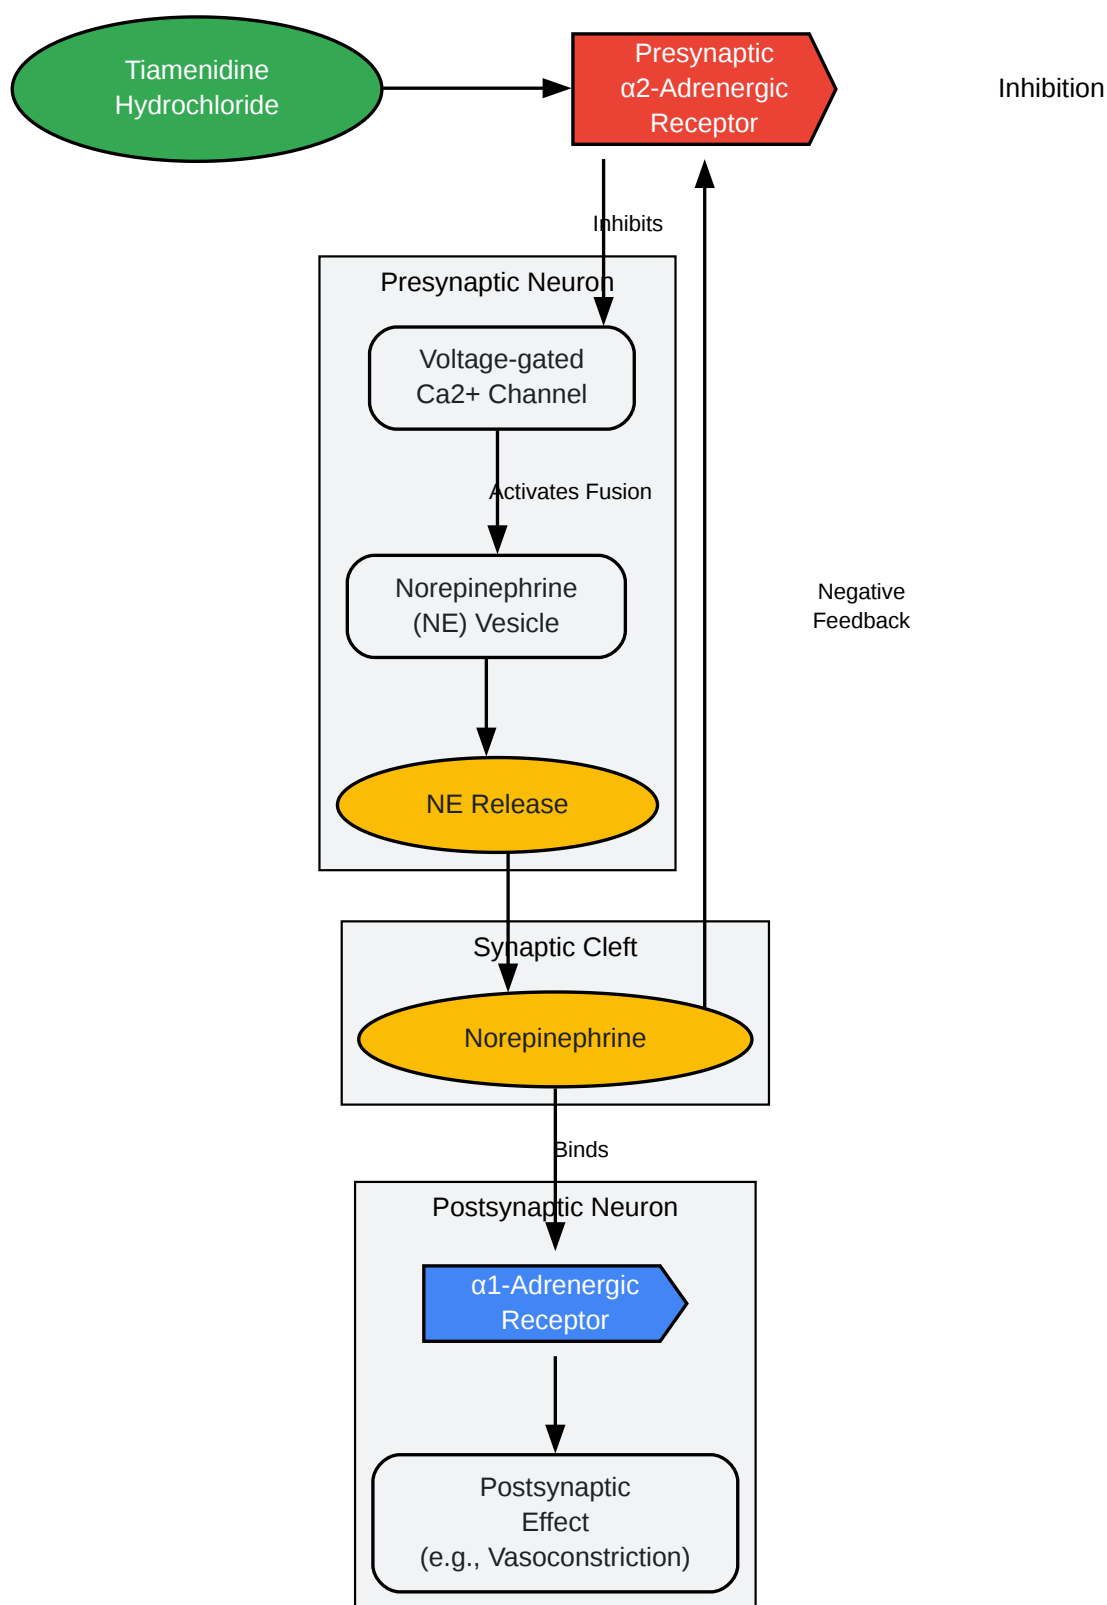 Tiamenidine
Hydrochloride
Presynaptic
α2-Adrenergic
Receptor
Inhibition
Inhibits
Presynaptic Neuron
Voltage-gated
Ca2+ Channel
Activates Fusion
Norepinephrine
(NE) Vesicle
Negative
Feedback
NE Release
Synaptic Cleft
Norepinephrine
Binds
Postsynaptic Neuron
α1-Adrenergic
Receptor
Postsynaptic
Effect
(e.g., Vasoconstriction)